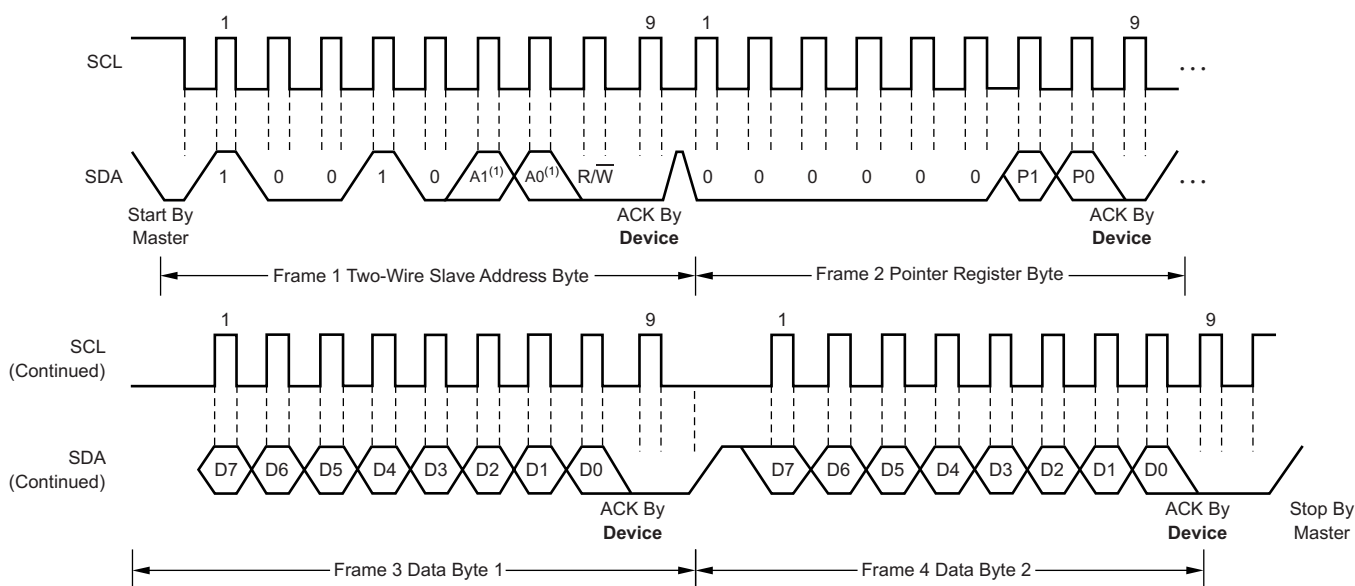 1 9 1 9
SCL ...
SDA 1 0 0 1 0 A1(1) A0(1) R/W̅ 0 0 0 0 0 0 P1 P0 ...
Start By ACK By ACK By
Master Device Device
Frame 1 Two-Wire Slave Address Byte Frame 2 Pointer Register Byte
1 9 1 9
SCL
(Continued)
SDA D7 D6 D5 D4 D3 D2 D1 D0 D7 D6 D5 D4 D3 D2 D1 D0
(Continued)
ACK By ACK By Stop By
Device Device Master
Frame 3 Data Byte 1 Frame 4 Data Byte 2